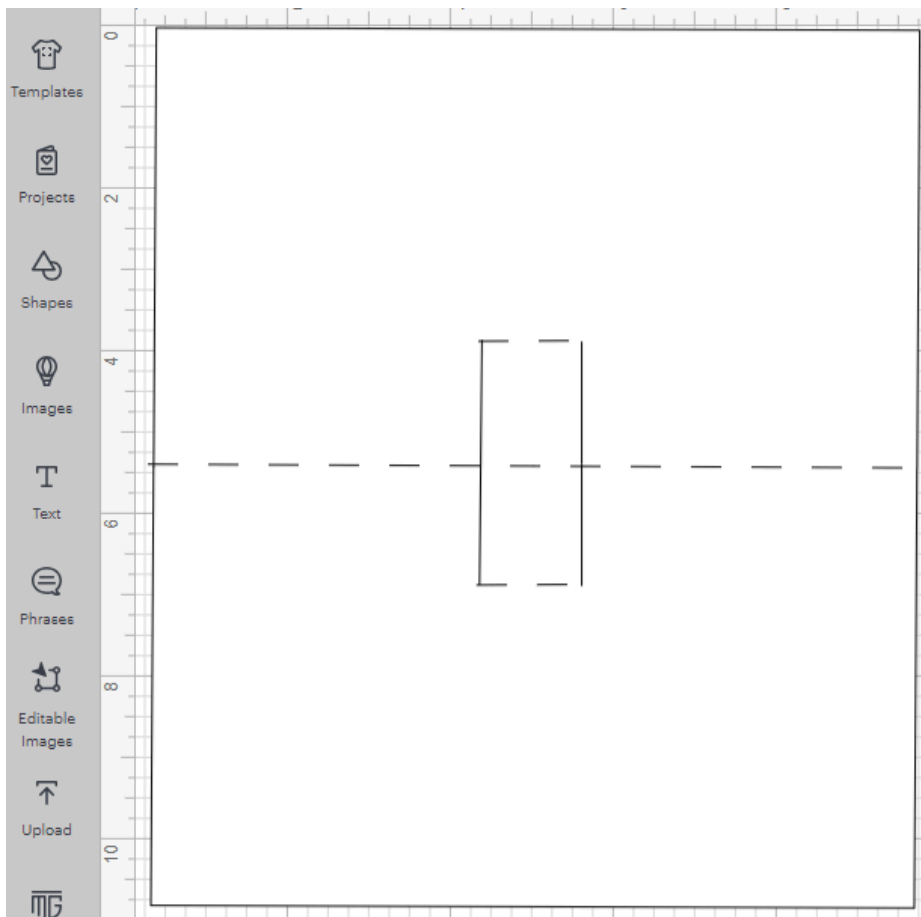 Templates
Projects
Shapes
Images
Text
Phrases
Editable
Images
Upload
0
2
4
6
8
10